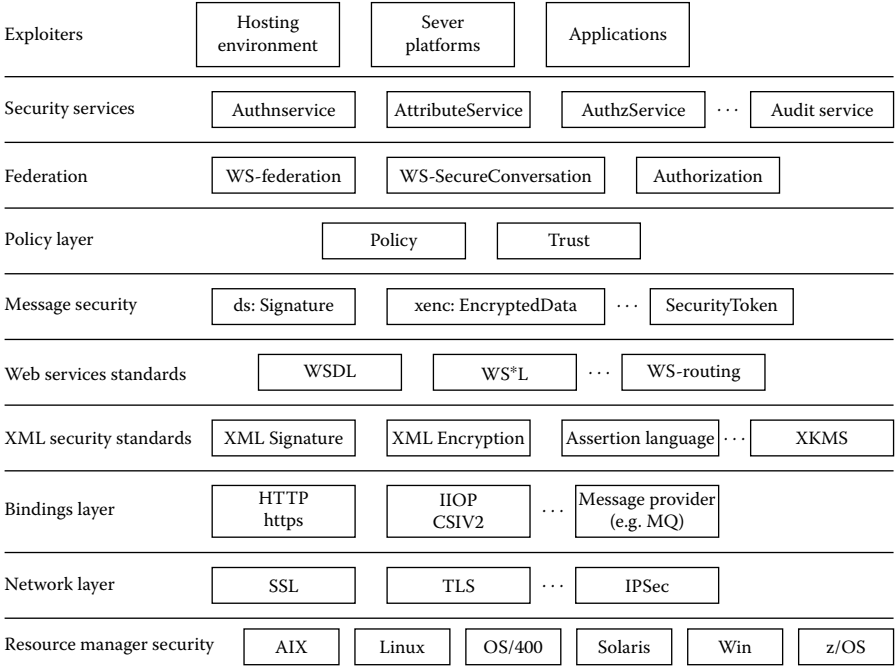 Exploiters
Hosting environment
Sever platforms
Applications
Security services
Authnservice
AttributeService
AuthzService
· · ·
Audit service
Federation
WS-federation
WS-SecureConversation
Authorization
Policy layer
Policy
Trust
Message security
ds: Signature
xenc: EncryptedData
· · ·
SecurityToken
Web services standards
WSDL
WS*L
· · ·
WS-routing
XML security standards
XML Signature
XML Encryption
Assertion language
· · ·
XKMS
Bindings layer
HTTP
https
IIOP
CSIV2
· · ·
Message provider
(e.g. MQ)
Network layer
SSL
TLS
· · ·
IPSec
Resource manager security
AIX
Linux
OS/400
Solaris
Win
z/OS